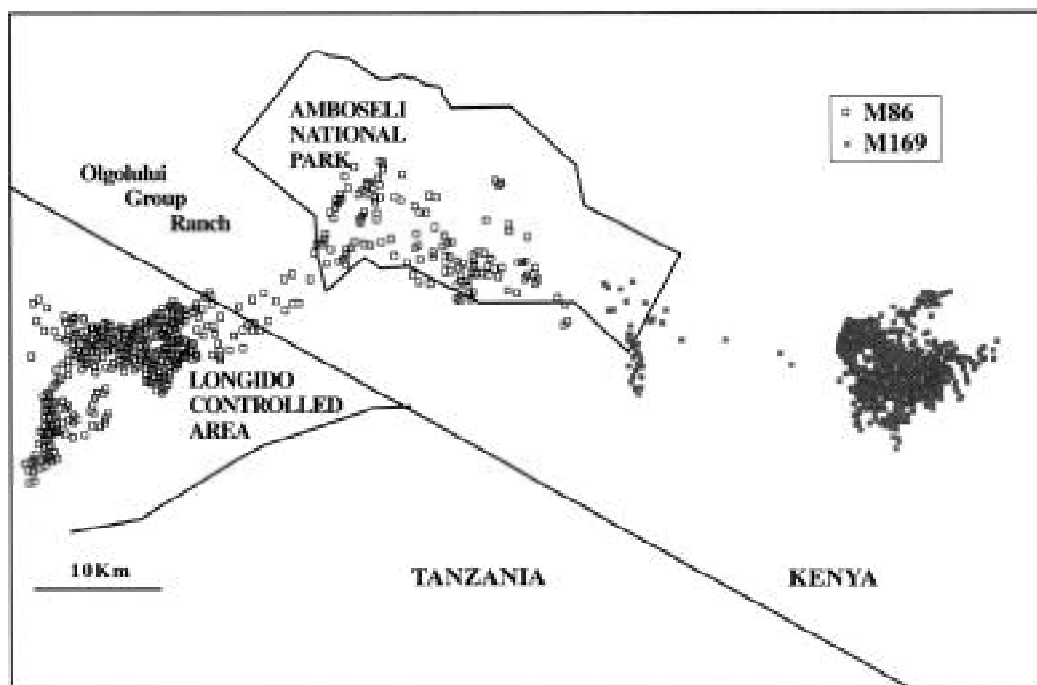 AMBOSELI
NATIONAL
PARK
M86
M169
Olgolului
Group
Ranch
LONGIDO
CONTROLLED
AREA
10Km
TANZANIA
KENYA